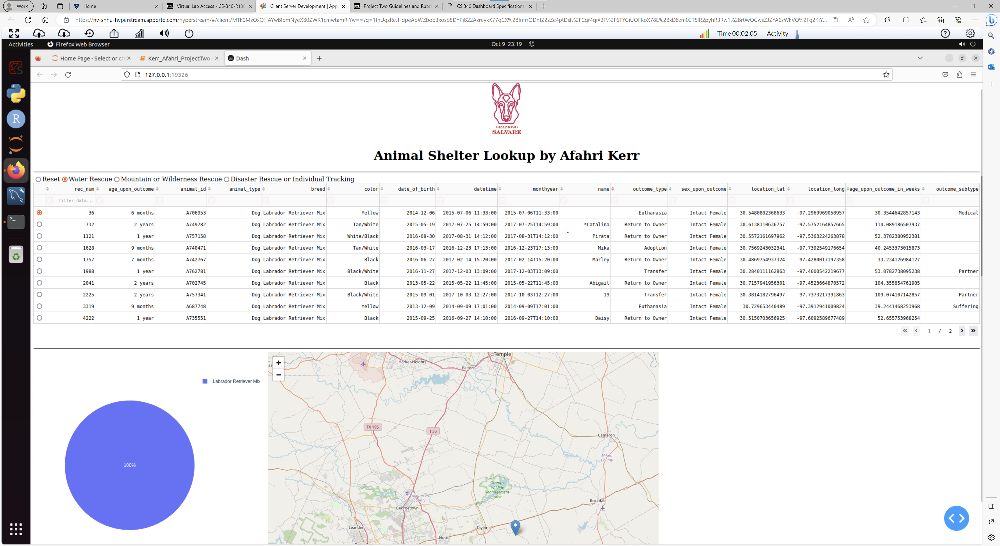 Work
Home
Virtual Lab Access - CS-340-R188
Client Server Development | App
Project Two Guidelines and Rubri
CS 340 Dashboard Specifications
Time 00:02:05 Activity
Activities Firefox Web Browser Oct 9 23:19
Home Page - Select or cre
Kerr_Afahri_ProjectTwo -
Dash
127.0.0.1:19326
GRAZIOSO
SALVARE
Animal Shelter Lookup by Afahri Kerr
Reset Water Rescue Mountain or Wilderness Rescue Disaster Rescue or Individual Tracking
rec_num age_upon_outcome animal_id animal_type breed color date_of_birth datetime monthyear name outcome_type sex_upon_outcome location_lat location_long age_upon_outcome_in_weeks outcome_subtype
filter data...
36 6 months A706953 Dog Labrador Retriever Mix Yellow 2014-12-06 2015-07-06 11:33:00 2015-07-06T11:33:00 Euthanasia Intact Female 30.5480802368633 -97.2969969058957 30.3544642857143 Medical
732 2 years A749782 Dog Labrador Retriever Mix Tan/White 2015-05-19 2017-07-25 14:59:00 2017-07-25T14:59:00 *Catalina Return to Owner Intact Female 30.6138310636757 -97.5752164857665 114.089186507937
1121 1 year A757158 Dog Labrador Retriever Mix White/Black 2016-08-30 2017-08-31 14:12:00 2017-08-31T14:12:00 Pirata Return to Owner Intact Female 30.5572161697962 -97.5363224263878 52.3702380952381
1628 9 months A740471 Dog Labrador Retriever Mix Tan/White 2016-03-17 2016-12-23 17:13:00 2016-12-23T17:13:00 Mika Adoption Intact Female 30.7569243032341 -97.7392549176654 40.2453373015873
1757 7 months A742767 Dog Labrador Retriever Mix Black 2016-06-27 2017-02-14 15:20:00 2017-02-14T15:20:00 Marley Return to Owner Intact Female 30.4869754937324 -97.4280017197358 33.234126984127
1988 1 year A762781 Dog Labrador Retriever Mix Black/White 2016-11-27 2017-12-03 13:09:00 2017-12-03T13:09:00 Transfer Intact Female 30.2840111162863 -97.4600542219677 53.0782738095238 Partner
2041 2 years A702745 Dog Labrador Retriever Mix Black 2013-05-22 2015-05-22 11:45:00 2015-05-22T11:45:00 Abigail Return to Owner Intact Female 30.7157941956301 -97.4523664870572 104.355654761905
2225 2 years A757341 Dog Labrador Retriever Mix Black/White 2015-09-01 2017-10-03 12:27:00 2017-10-03T12:27:00 19 Transfer Intact Female 30.3814182796497 -97.7373217391863 109.074107142857 Partner
3319 9 months A687748 Dog Labrador Retriever Mix Yellow 2013-12-09 2014-09-09 17:01:00 2014-09-09T17:01:00 Euthanasia Intact Female 30.729653440489 -97.3912941009824 39.2441468253968 Suffering
4222 1 year A735551 Dog Labrador Retriever Mix Black 2015-09-25 2016-09-27 14:10:00 2016-09-27T14:10:00 Daisy Return to Owner Intact Female 30.5150703656925 -97.6092589677489 52.655753968254
1 / 2
Labrador Retriever Mix
100%
Temple
Harker Heights
Belton
TX 195
I 35
Cameron
Milam
County
Granger
Wildlife
Management
Area
Williamson
County
Georgetown
Rockdale
Leander
Taylor
Hutto